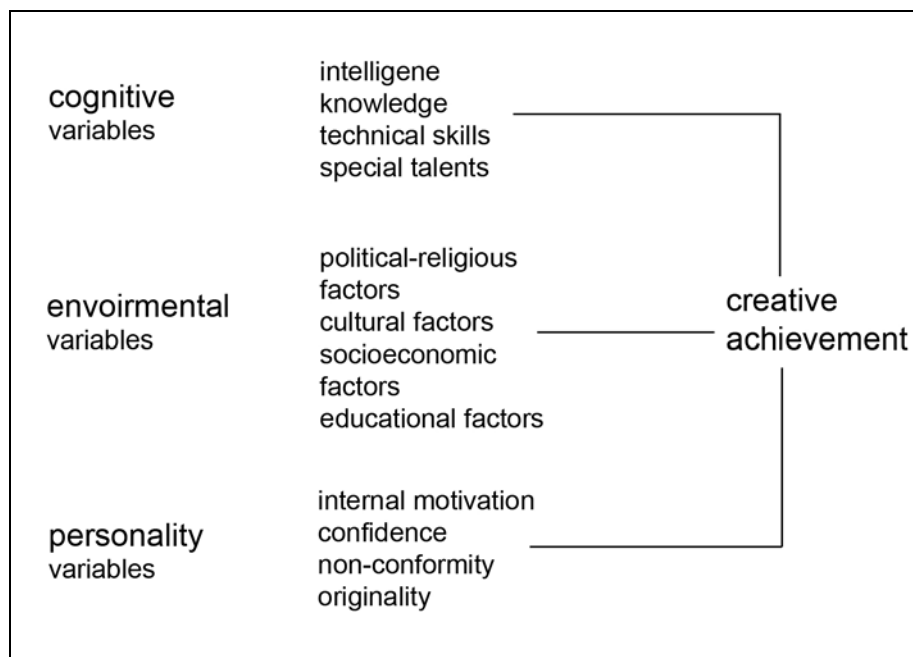 cognitive
variables
intelligene
knowledge
technical skills
special talents
envoirmental
variables
political-religious
factors
cultural factors
socioeconomic
factors
educational factors
creative
achievement
personality
variables
internal motivation
confidence
non-conformity
originality